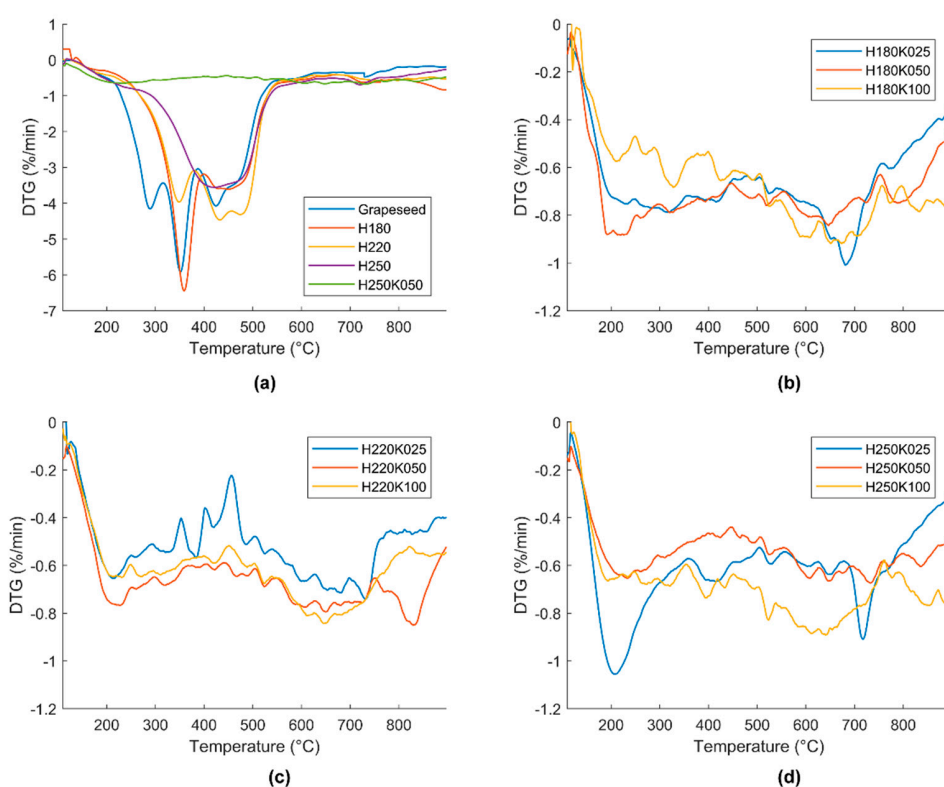 1
0
-1
-2
-3
-4
-5
-6
-7
DTG (%/min)
Grapeseed
H180
H220
H250
H250K050
200 300 400 500 600 700 800
Temperature (°C)
(a)
0
-0.2
-0.4
-0.6
-0.8
-1
-1.2
DTG (%/min)
H180K025
H180K050
H180K100
200 300 400 500 600 700 800
Temperature (°C)
(b)
0
-0.2
-0.4
-0.6
-0.8
-1
-1.2
DTG (%/min)
H220K025
H220K050
H220K100
200 300 400 500 600 700 800
Temperature (°C)
(c)
0
-0.2
-0.4
-0.6
-0.8
-1
-1.2
DTG (%/min)
H250K025
H250K050
H250K100
200 300 400 500 600 700 800
Temperature (°C)
(d)